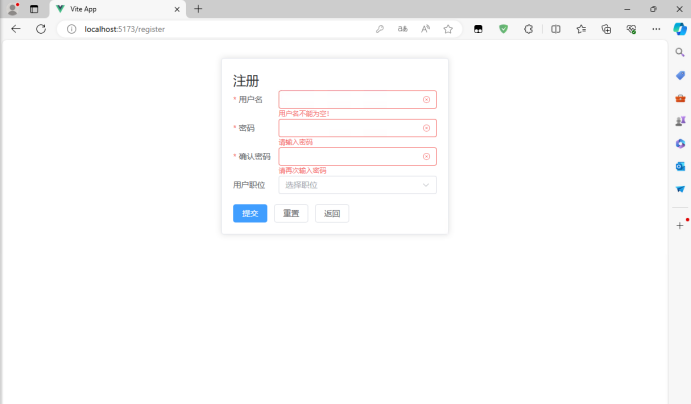 Vite App
localhost:5173/register
注册
* 用户名
用户名不能为空!
* 密码
请输入密码
* 确认密码
请再次输入密码
用户职位 选择职位
提交 重置 返回